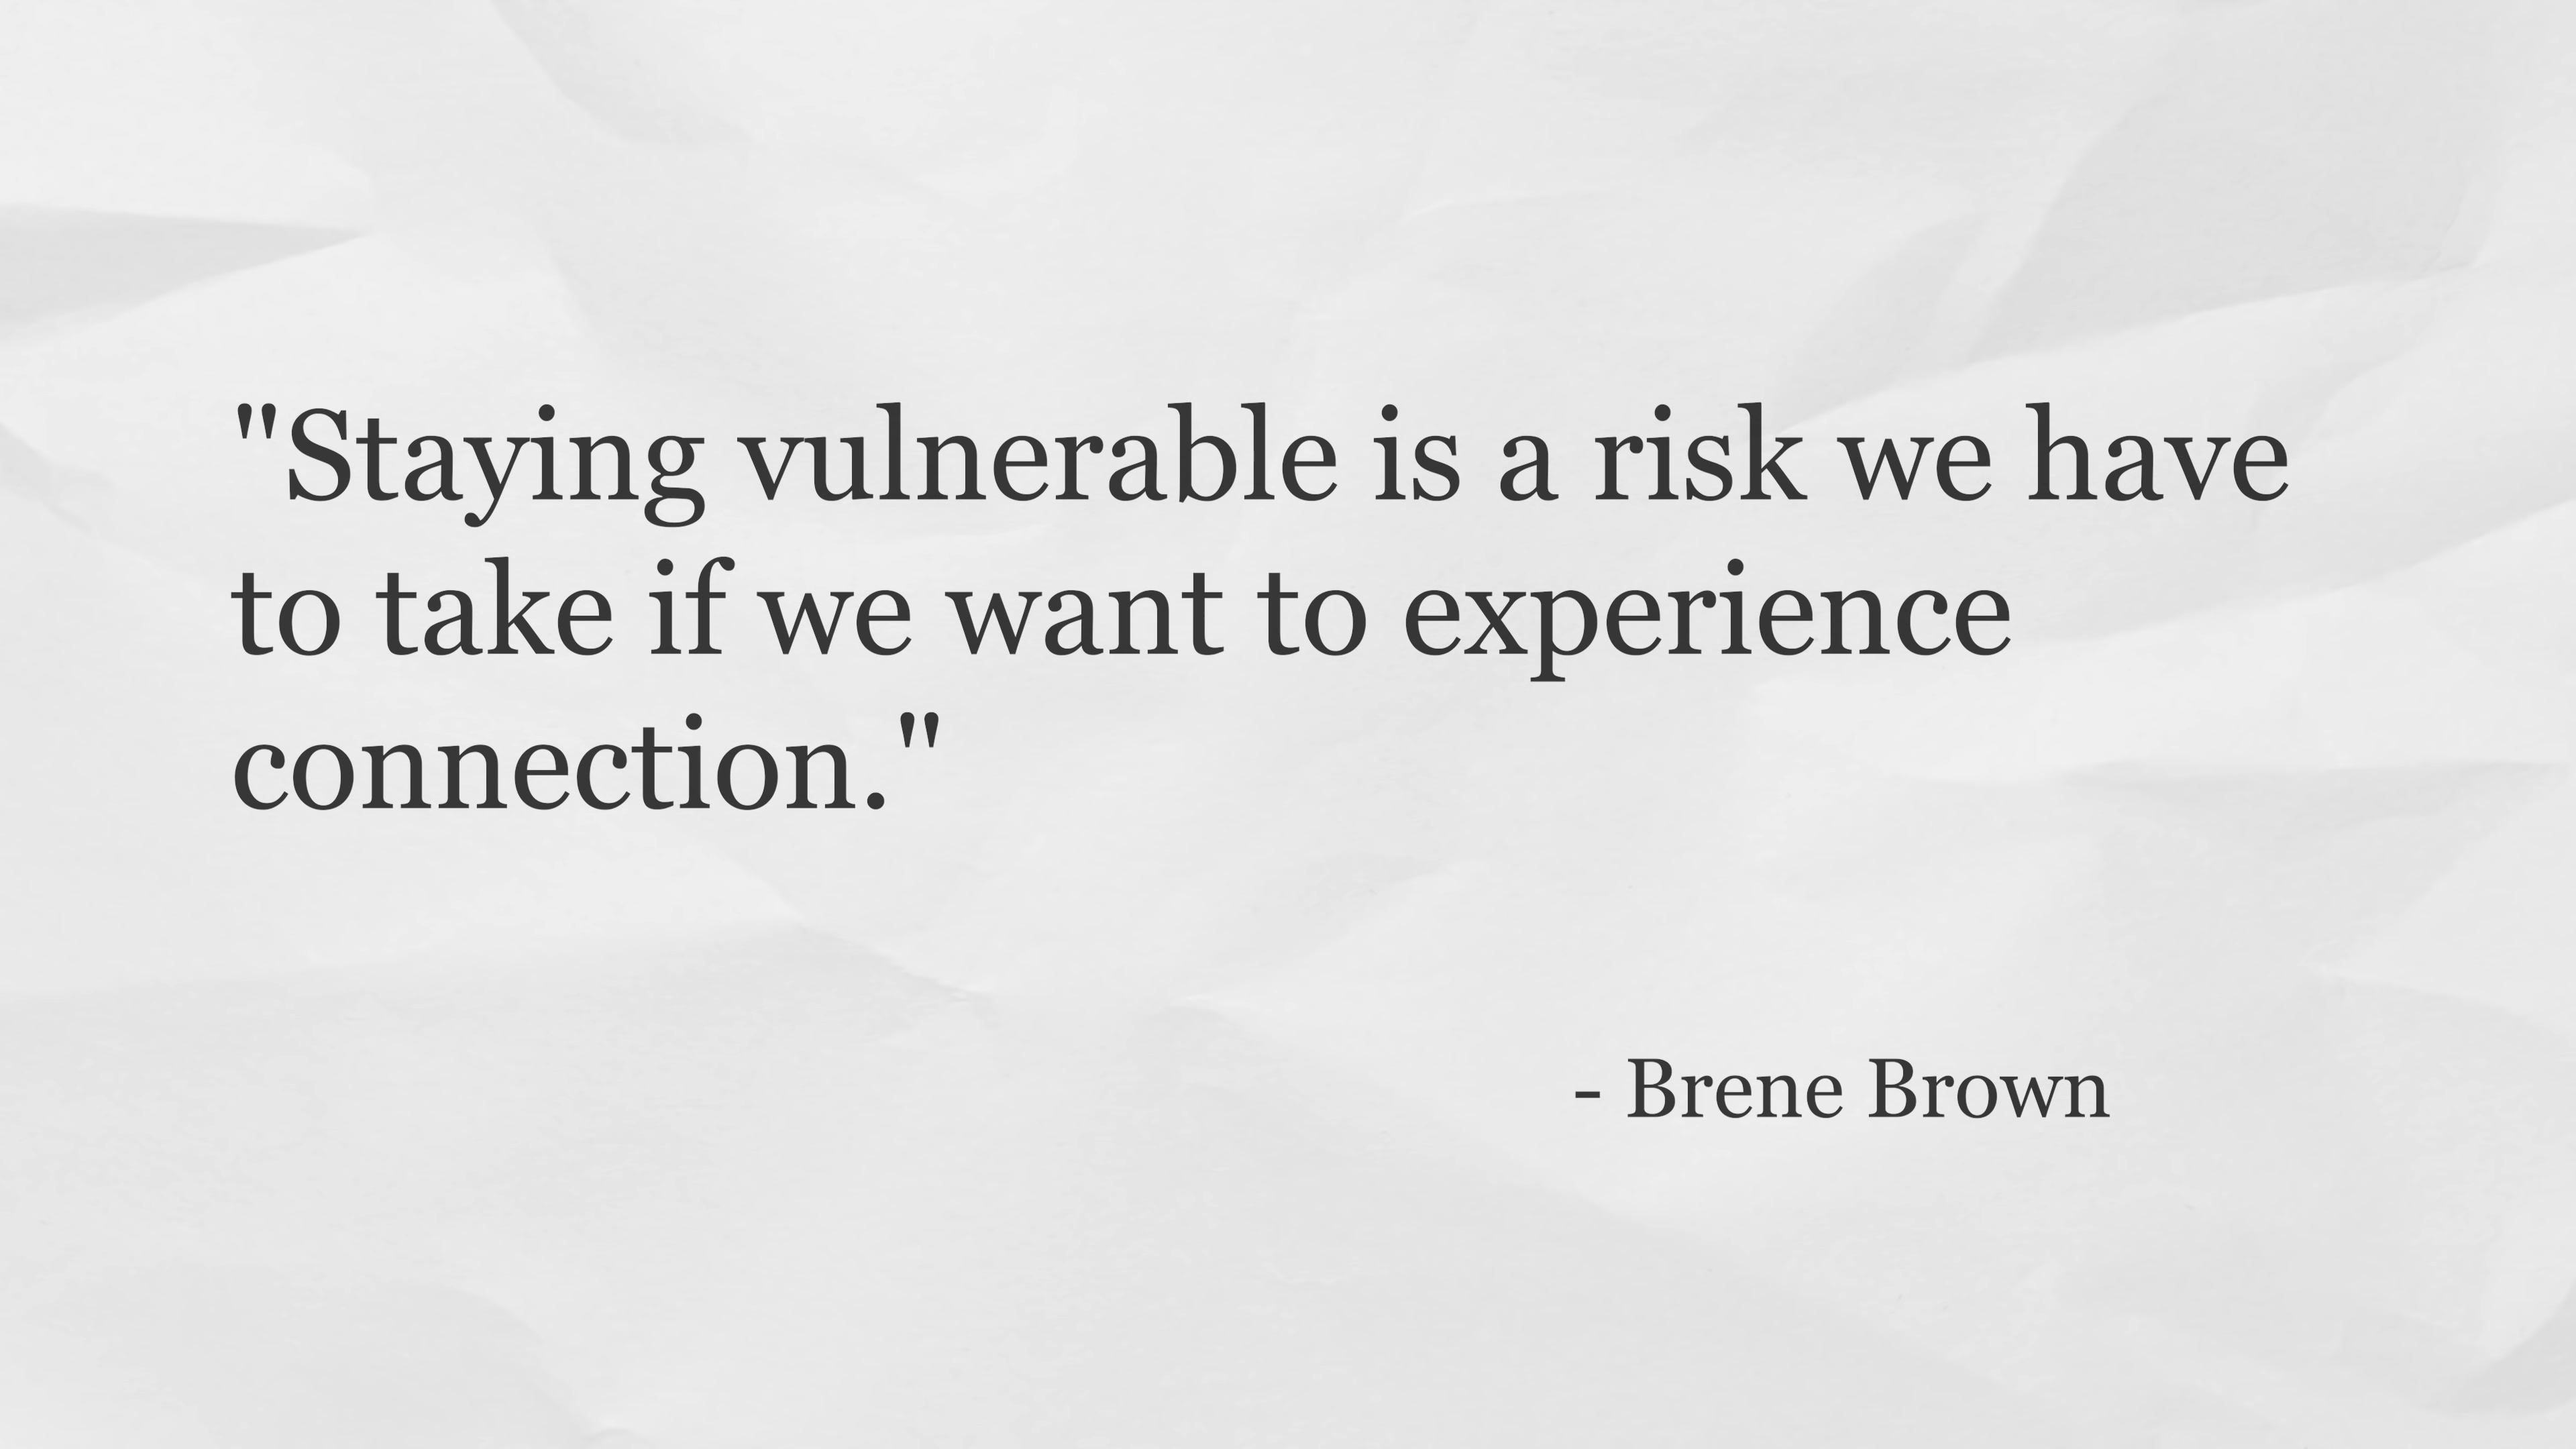 "Staying vulnerable is a risk we have
to take if we want to experience
connection."
- Brene Brown